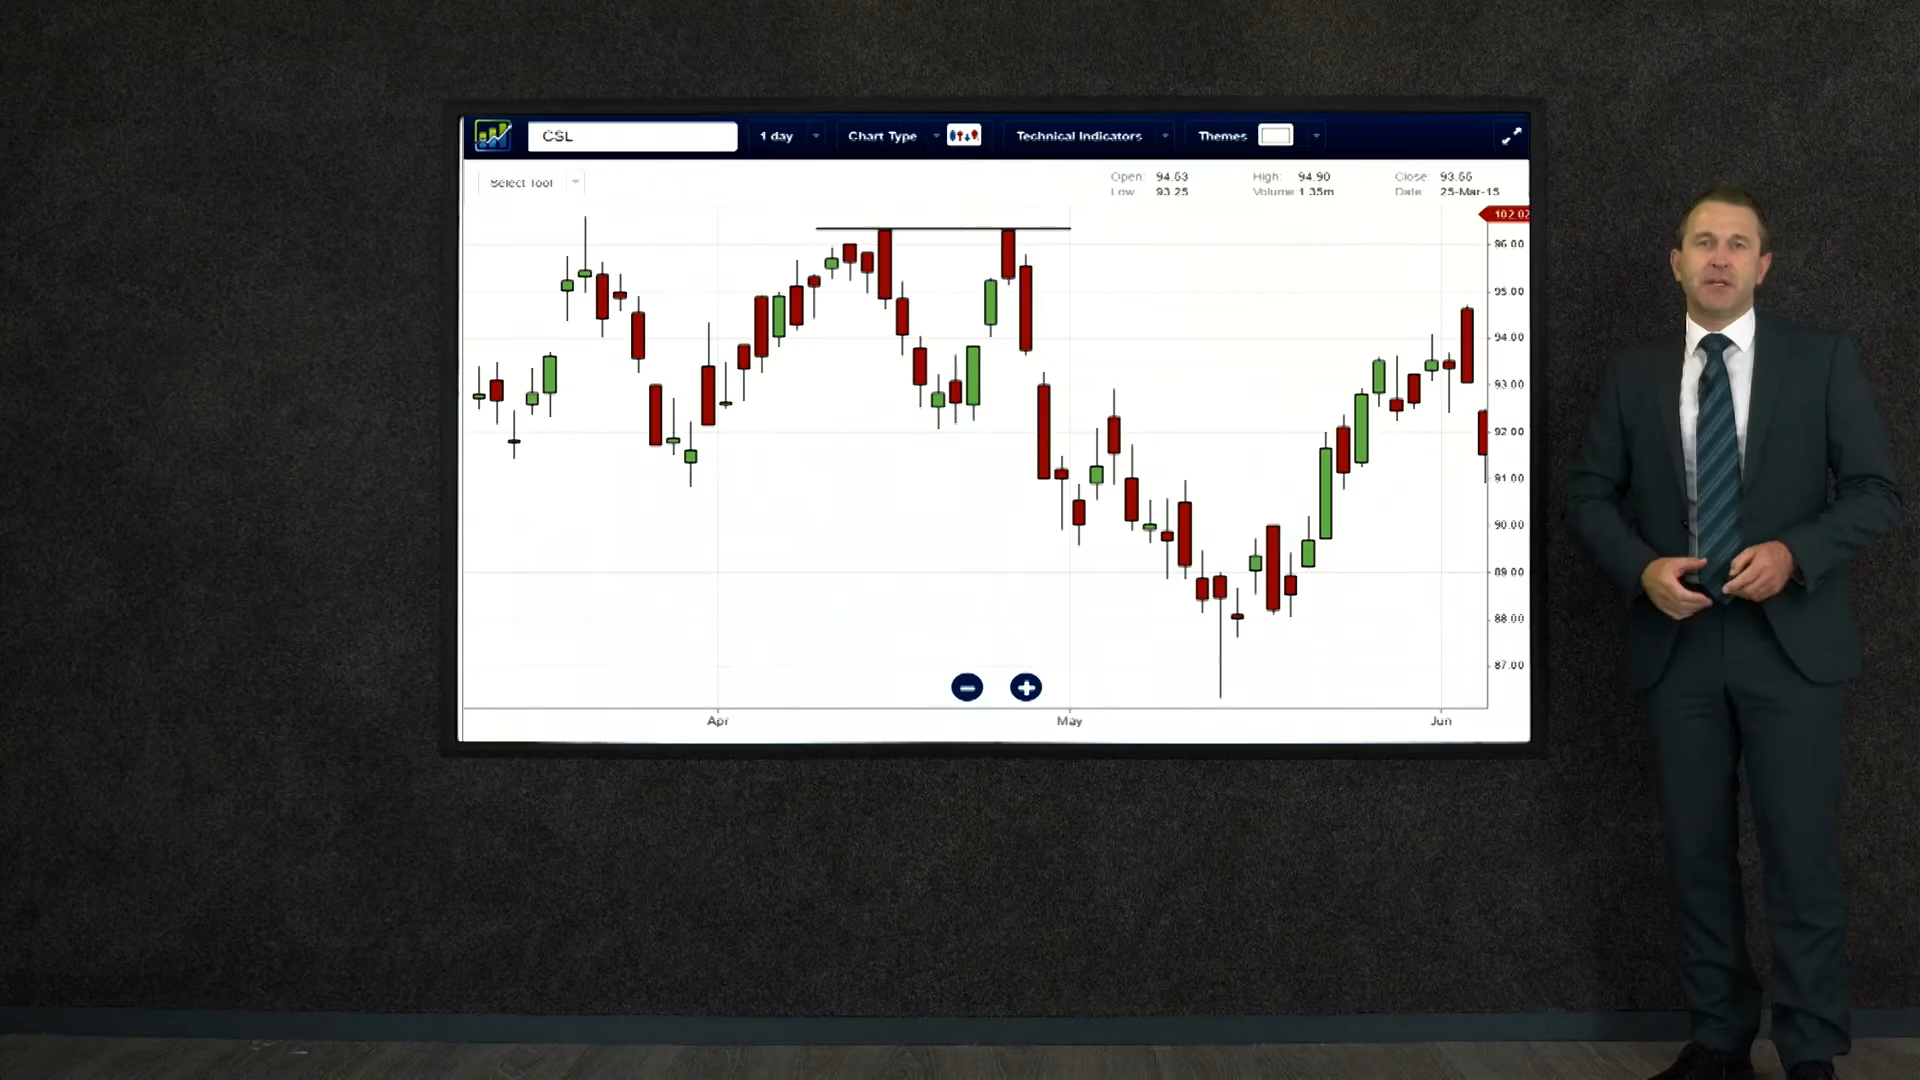 CSL 1 day Chart Type Technical Indicators Themes
Select Tool
Open: 94.53 High: 94.90 Close: 93.55
Low: 93.25 Volume 1.35m Date: 25-Mar-15
102.02
96.00
95.00
94.00
93.00
92.00
91.00
90.00
89.00
88.00
87.00
Apr May Jun